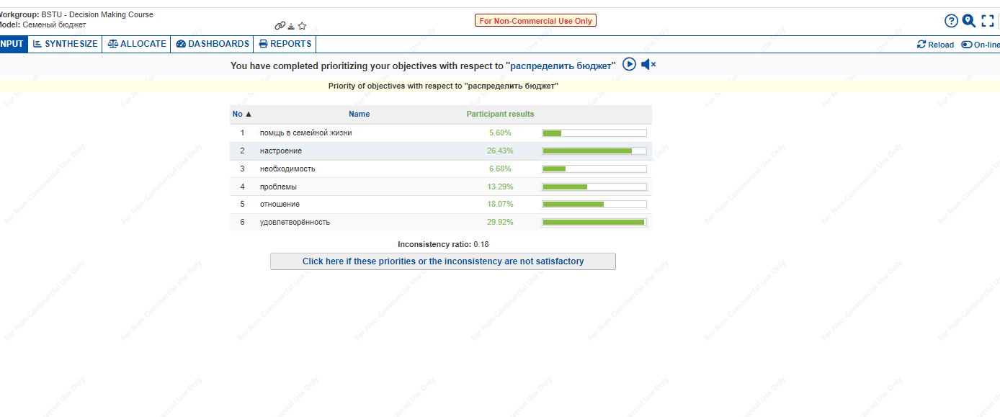 Workgroup: BSTU - Decision Making Course
Model: Семеный бюджет
For Non-Commercial Use Only
NPUT SYNTHESIZE ALLOCATE DASHBOARDS REPORTS Reload On-line
You have completed prioritizing your objectives with respect to "распределить бюджет"
Priority of objectives with respect to "распределить бюджет"
No ▲ Name Participant results
1 помщь в семейной жизни 5.60%
2 настроение 26.43%
3 необходимость 6.68%
4 проблемы 13.29%
5 отношение 18.07%
6 удовлетворённость 29.92%
Inconsistency ratio: 0.18
Click here if these priorities or the inconsistency are not satisfactory